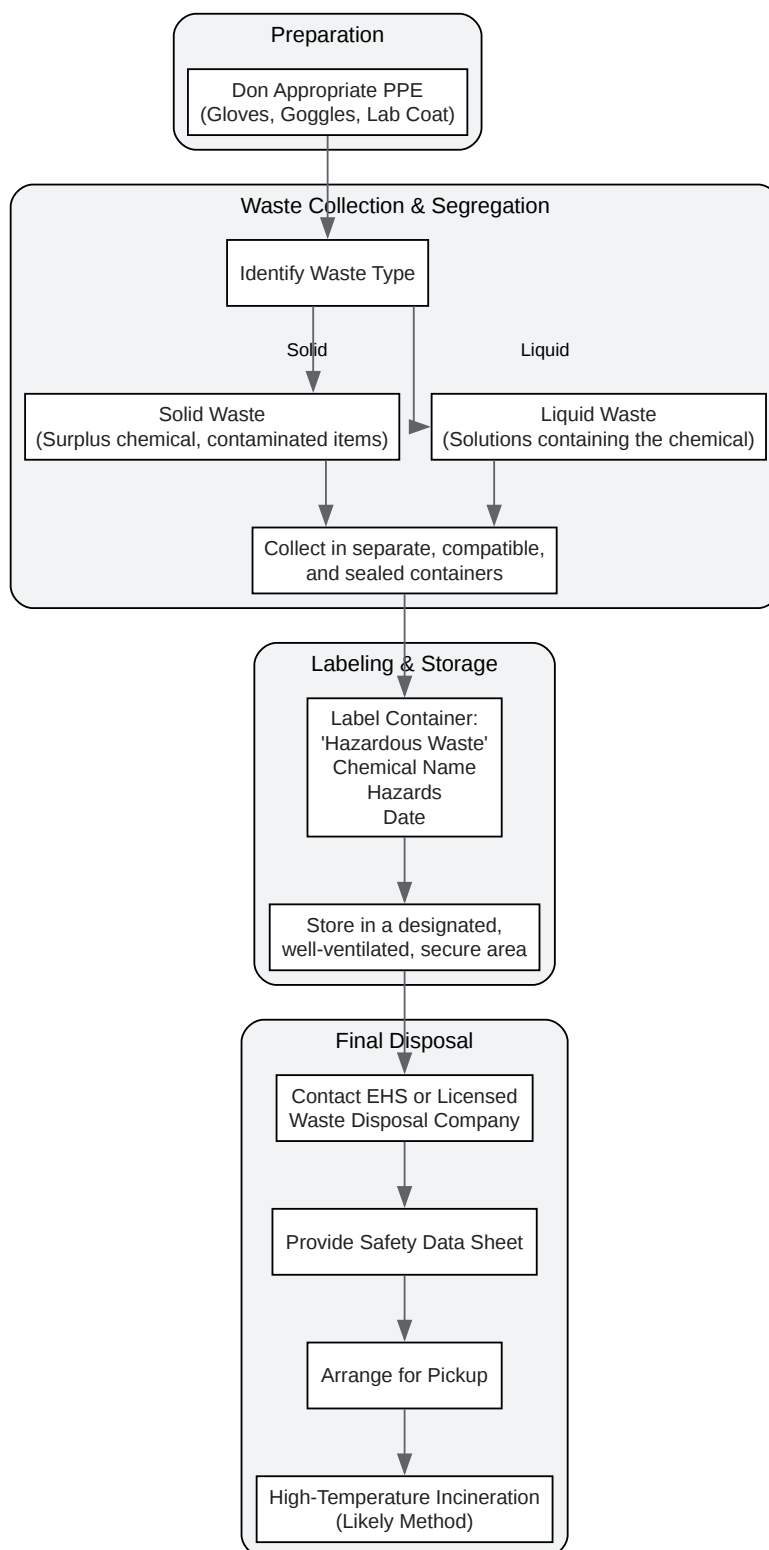 Preparation
Don Appropriate PPE
(Gloves, Goggles, Lab Coat)
Waste Collection & Segregation
Identify Waste Type
Solid
Liquid
Solid Waste
(Surplus chemical, contaminated items)
Liquid Waste
(Solutions containing the chemical)
Collect in separate, compatible,
and sealed containers
Labeling & Storage
Label Container:
'Hazardous Waste'
Chemical Name
Hazards
Date
Store in a designated,
well-ventilated, secure area
Final Disposal
Contact EHS or Licensed
Waste Disposal Company
Provide Safety Data Sheet
Arrange for Pickup
High-Temperature Incineration
(Likely Method)